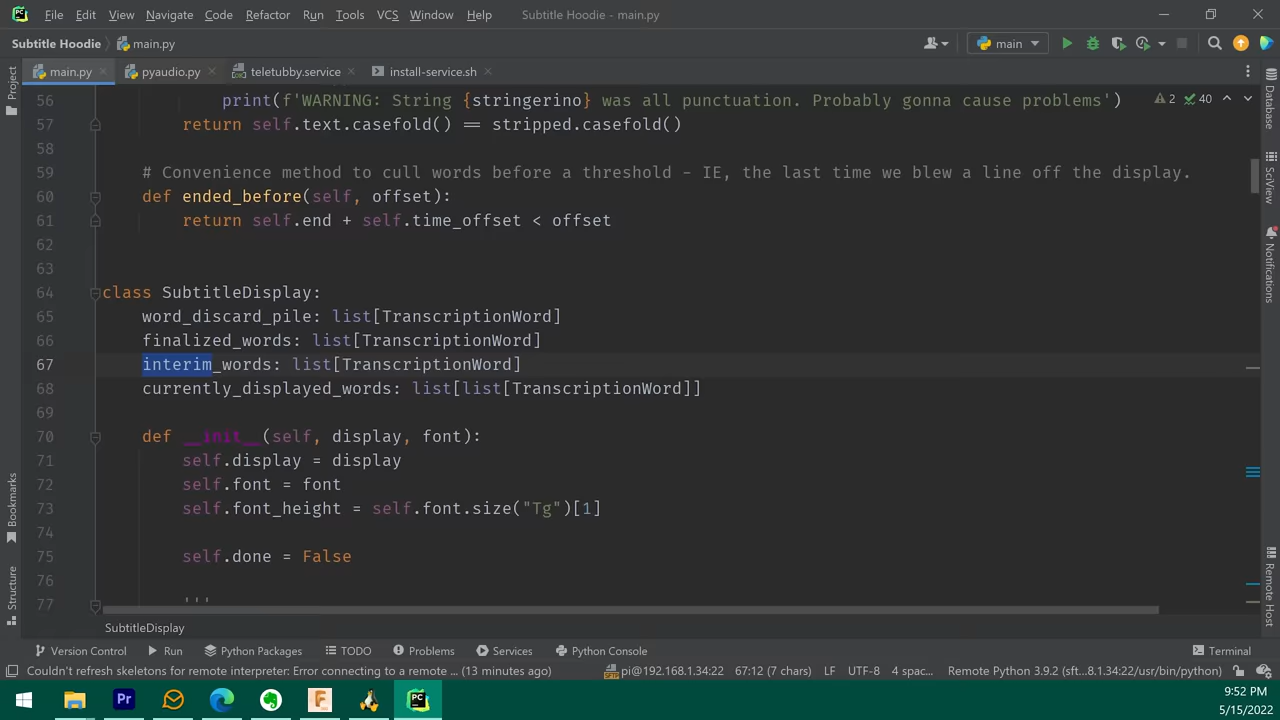 File Edit View Navigate Code Refactor Run Tools VCS Window Help Subtitle Hoodie - main.py
Subtitle Hoodie main.py main
main.py pyaudio.py teletubby.service install-service.sh
Project
56 print(f'WARNING: String {stringerino} was all punctuation. Probably gonna cause problems')
2 40
57 return self.text.casefold() == stripped.casefold()
58
59 # Convenience method to cull words before a threshold - IE, the last time we blew a line off the display.
60 def ended_before(self, offset):
61 return self.end + self.time_offset < offset
62
63
64 class SubtitleDisplay:
65 word_discard_pile: list[TranscriptionWord]
66 finalized_words: list[TranscriptionWord]
67 interim_words: list[TranscriptionWord]
68 currently_displayed_words: list[list[TranscriptionWord]]
69
70 def __init__(self, display, font):
71 self.display = display
72 self.font = font
73 self.font_height = self.font.size("Tg")[1]
74
75 self.done = False
76
77 '''
Bookmarks
Structure
Database
SciView
Notifications
Remote Host
SubtitleDisplay
Version Control Run Python Packages TODO Problems Services Python Console Terminal
Couldn't refresh skeletons for remote interpreter: Error connecting to a remote ... (13 minutes ago) pi@192.168.1.34:22 67:12 (7 chars) LF UTF-8 4 spac... Remote Python 3.9.2 (sft...8.1.34:22/usr/bin/python)
9:52 PM
5/15/2022